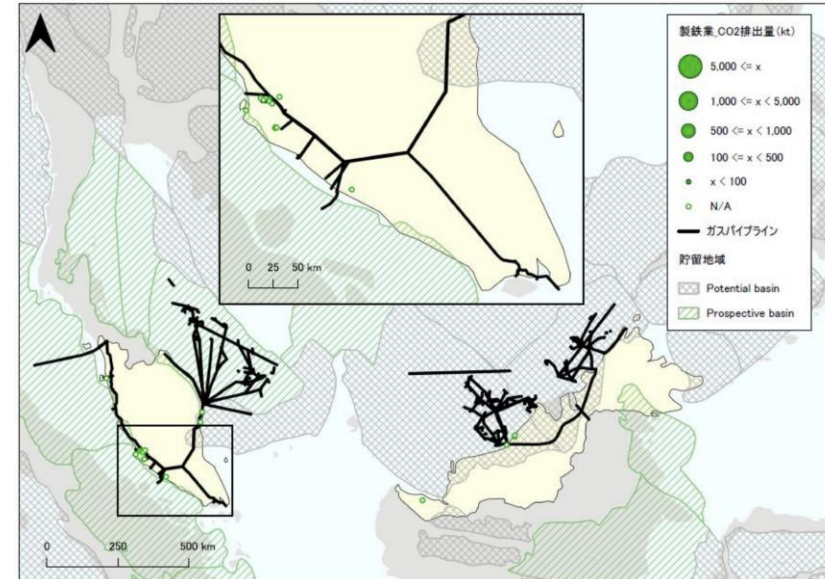 製鉄業_CO2排出量(kt)
5,000 <= x
1,000 <= x < 5,000
500 <= x < 1,000
100 <= x < 500
x < 100
N/A
ガスパイプライン
貯留地域
Potential basin
Prospective basin
0 25 50 km
0 250 500 km